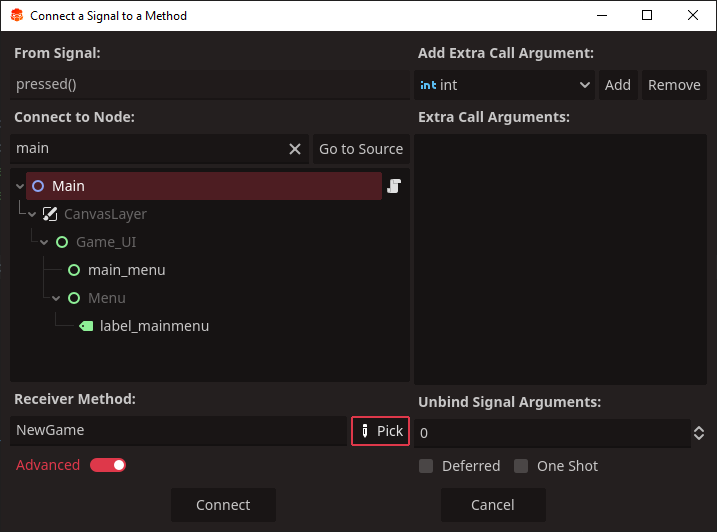 Connect a Signal to a Method
From Signal:
pressed()
Connect to Node:
main
Go to Source
Main
CanvasLayer
Game_UI
main_menu
Menu
label_mainmenu
Receiver Method:
NewGame
Pick
Advanced
Add Extra Call Argument:
int int
Add
Remove
Extra Call Arguments:
Unbind Signal Arguments:
0
Deferred
One Shot
Connect
Cancel